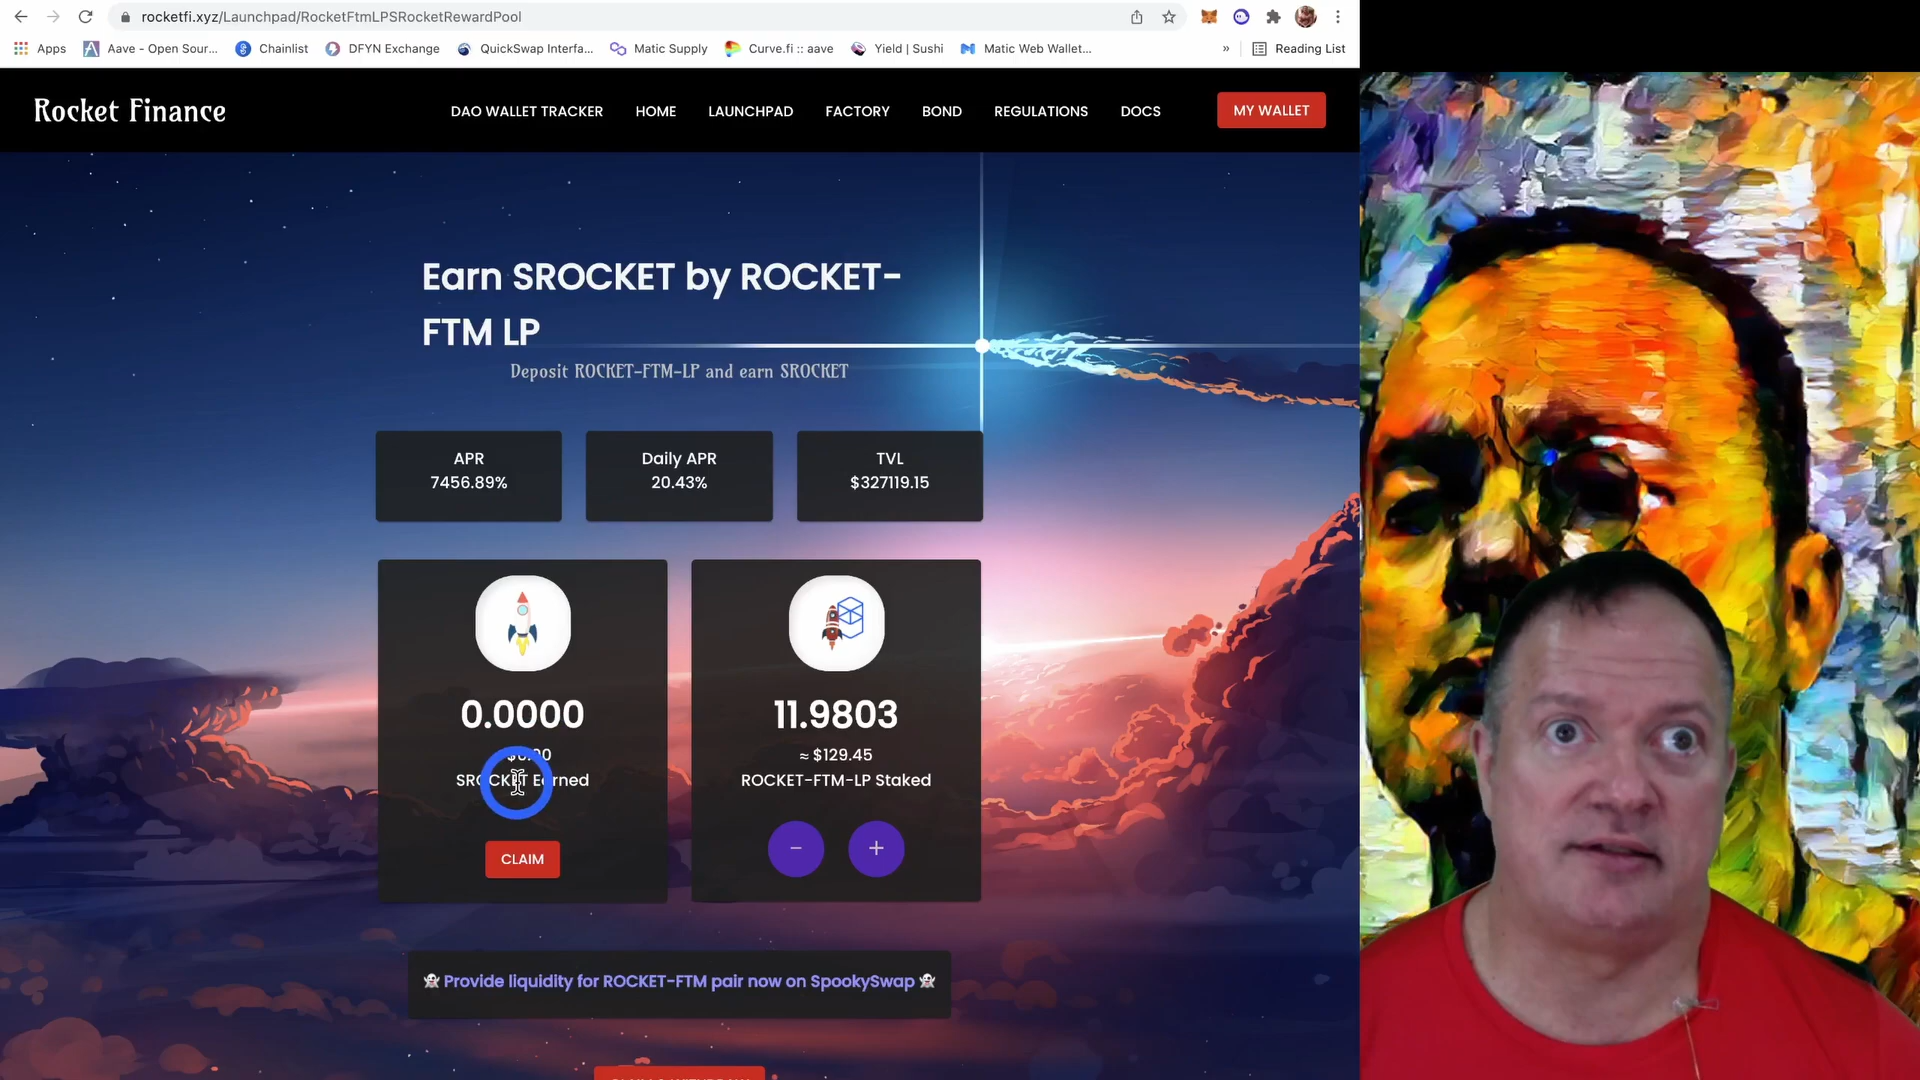 rocketfi.xyz/Launchpad/RocketFtmLPSRocketRewardPool
Apps
Aave - Open Sour...
Chainlist
DFYN Exchange
QuickSwap Interfa...
Matic Supply
Curve.fi :: aave
Yield | Sushi
Matic Web Wallet...
»
Reading List
Rocket Finance
DAO WALLET TRACKER
HOME
LAUNCHPAD
FACTORY
BOND
REGULATIONS
DOCS
MY WALLET
Earn SROCKET by ROCKET-
FTM LP
Deposit ROCKET-FTM-LP and earn SROCKET
APR
7456.89%
Daily APR
20.43%
TVL
$327119.15
0.0000
SROCKET Earned
CLAIM
11.9803
≈ $129.45
ROCKET-FTM-LP Staked
−
+
👻 Provide liquidity for ROCKET-FTM pair now on SpookySwap 👻